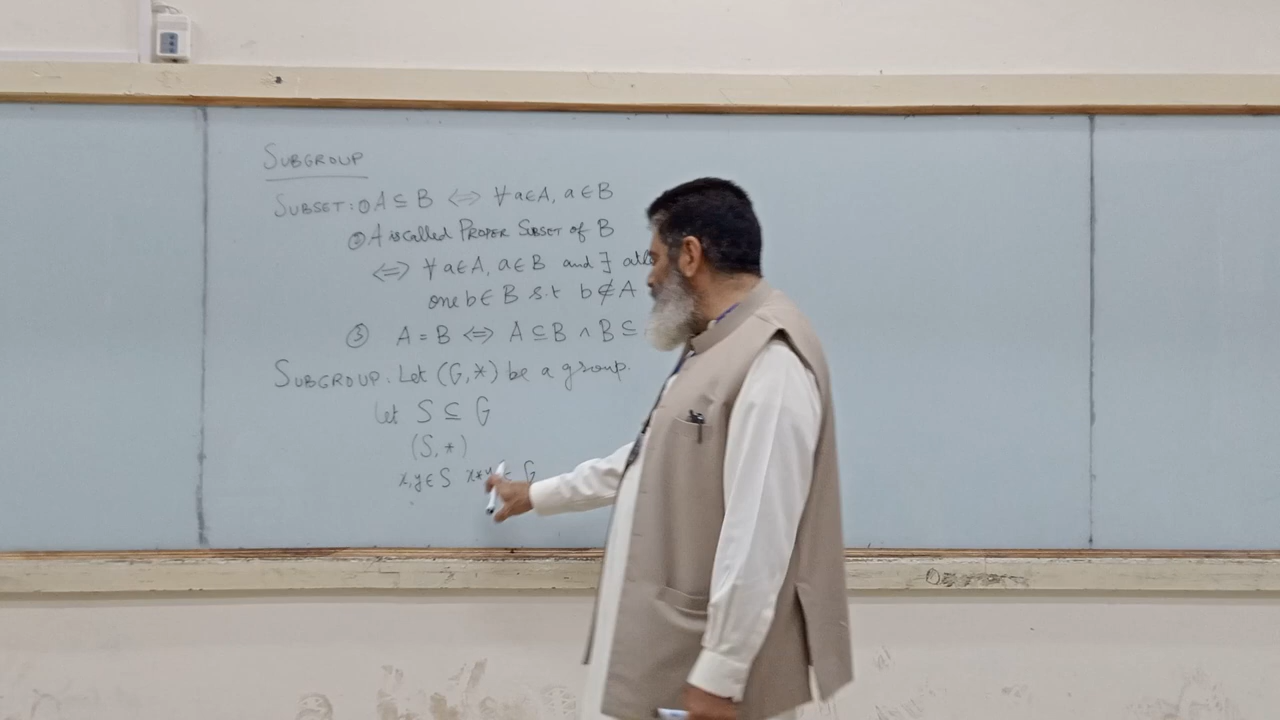 SUBGROUP
SUBSET: ① A ⊆ B ⟺ ∀ a ∈ A, a ∈ B
② A is called PROPER SUBSET of B
⟺ ∀ a ∈ A, a ∈ B and ∃
one b ∈ B s.t b ∉ A
③ A = B ⟺ A ⊆ B ∧ B ⊆
SUBGROUP. Let (G, *) be a group.
Let S ⊆ G
(S, *)
x, y ∈ S x * y ∈ G